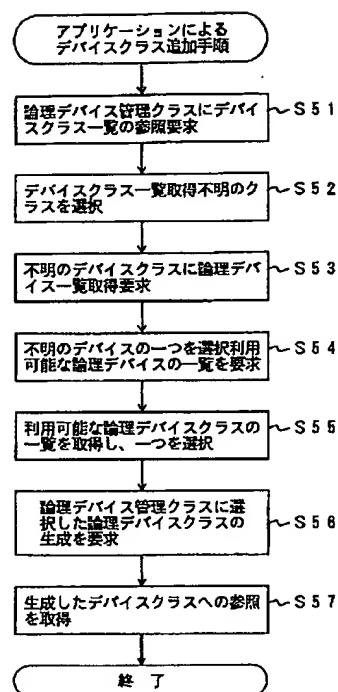 アプリケーションによる
デバイスクラス追加手順
論理デバイス管理クラスにデバイ
スクラス一覧の参照要求
S51
デバイスクラス一覧取得不明のク
ラスを選択
S52
不明のデバイスクラスに論理デバ
イス一覧取得要求
S53
不明のデバイスの一つを選択利用
可能な論理デバイスの一覧を要求
S54
利用可能な論理デバイスクラスの
一覧を取得し、一つを選択
S55
論理デバイス管理クラスに選
択した論理デバイスクラスの
生成を要求
S56
生成したデバイスクラスへの参照
を取得
S57
終了